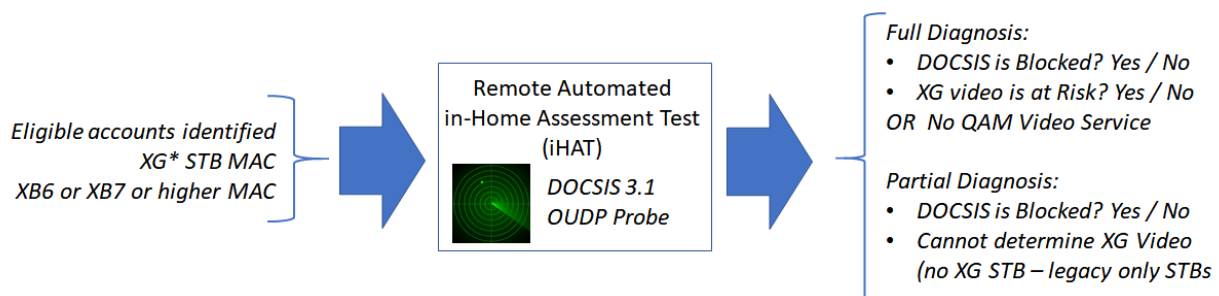 Eligible accounts identified
XG* STB MAC
XB6 or XB7 or higher MAC
Remote Automated
in-Home Assessment Test
(iHAT)
DOCSIS 3.1
OUDP Probe
Full Diagnosis:
• DOCSIS is Blocked? Yes / No
• XG video is at Risk? Yes / No
OR No QAM Video Service
Partial Diagnosis:
• DOCSIS is Blocked? Yes / No
• Cannot determine XG Video
(no XG STB – legacy only STBs